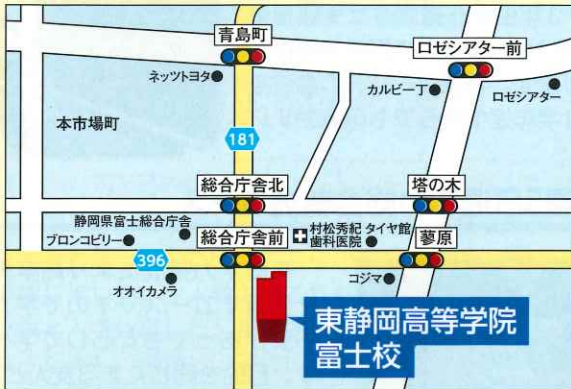 青島町
ロゼシアター前
ネッツトヨタ
カルビー丁
ロゼシアター
本市場町
181
総合庁舎北
塔の木
静岡県富士総合庁舎
村松秀紀
歯科医院
タイヤ館
ブロンコビリー
総合庁舎前
蓼原
396
オオイカメラ
コジマ
東静岡高等学院
富士校